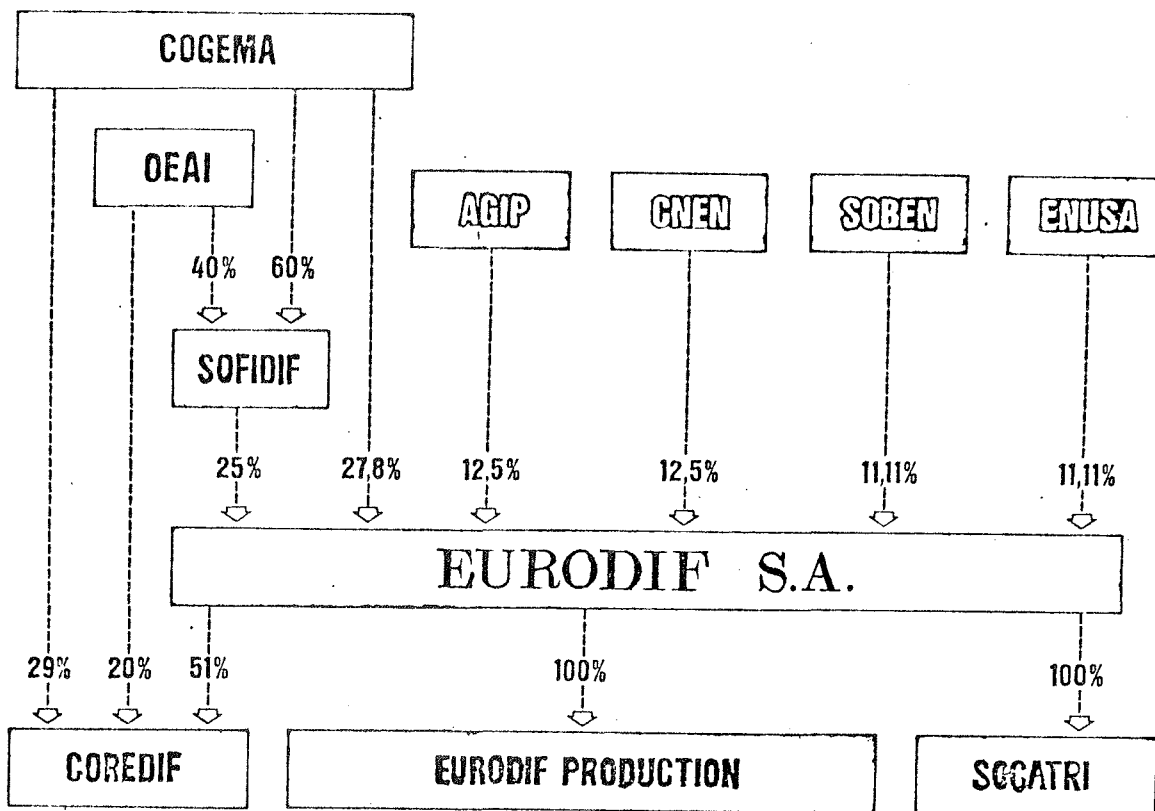 COGEMA
OEAI
AGIP CNEN SOBEN ENUSA
40% 60%
SOFIDIF
25% 27,8% 12,5% 12,5% 11,11% 11,11%
EURODIF S.A.
29% 20% 51% 100% 100%
COREDIF EURODIF PRODUCTION SOCATRI